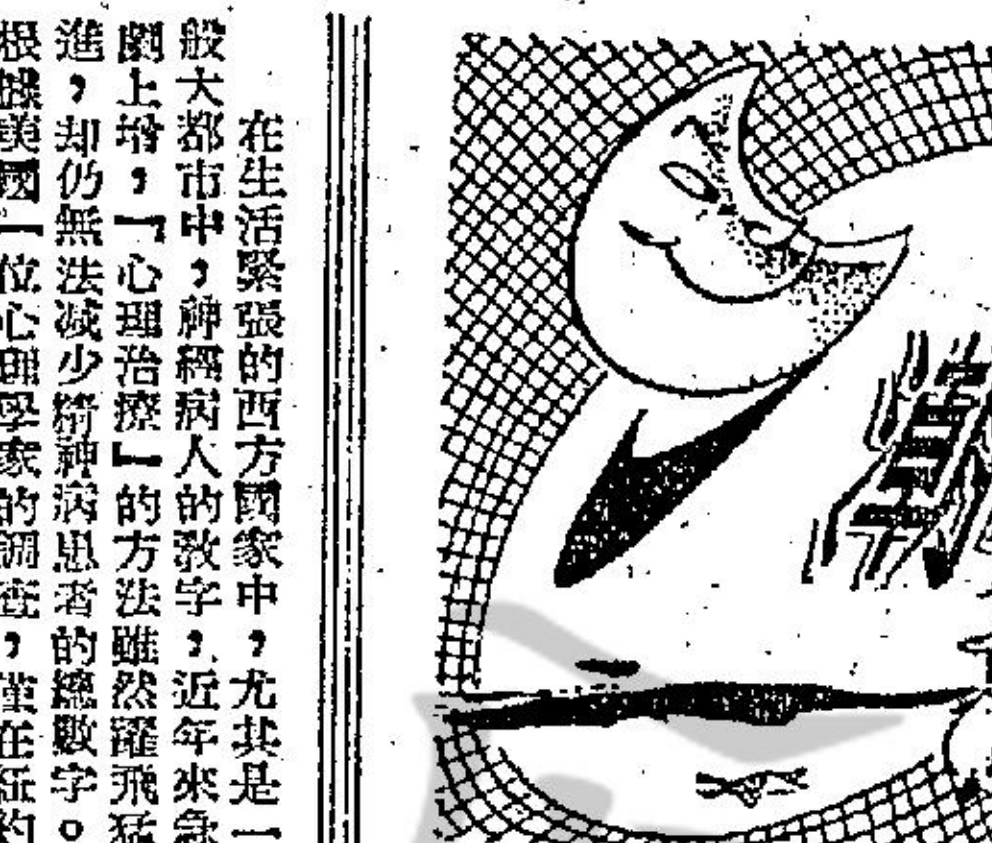 在生活緊張的西方國家中，尤其是一
般大都市中，神經病人的數字，近年來急
劇上增，『心理治療』的方法雖然躍飛猛
進，却仍無法減少精神病患者的總數字。
根據美國一位心理學家的調查，僅在紐約